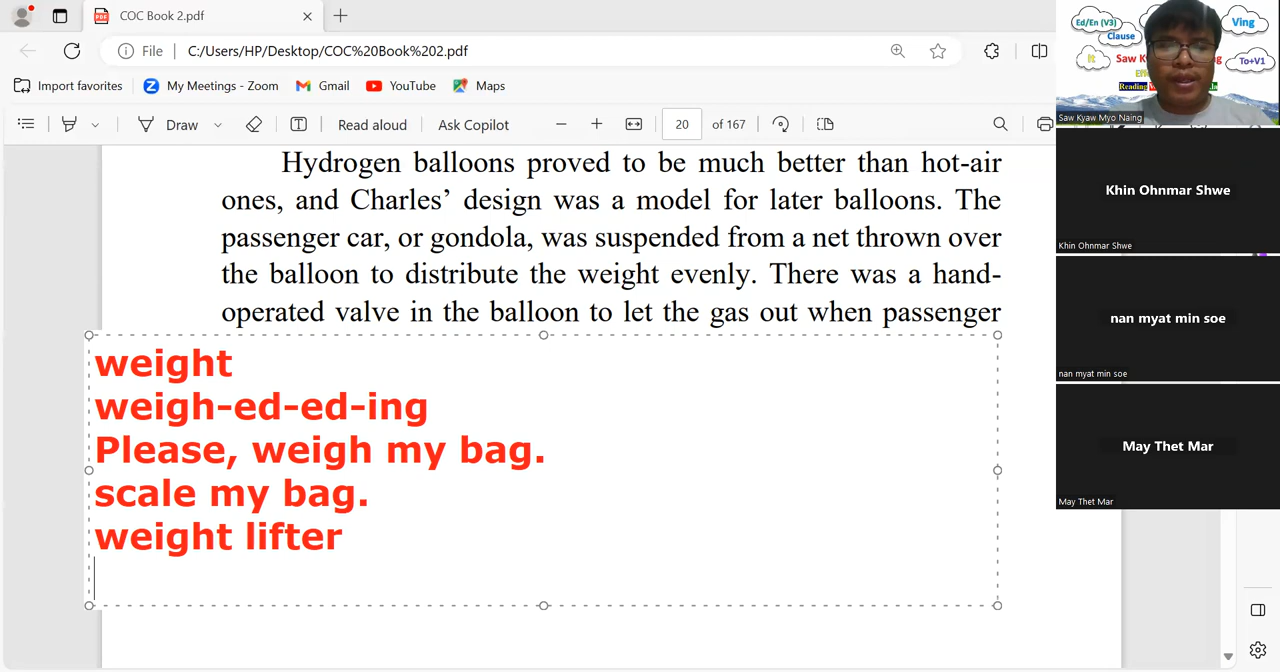 COC Book 2.pdf
File
C:/Users/HP/Desktop/COC%20Book%202.pdf
Import favorites
My Meetings - Zoom
Gmail
YouTube
Maps
Draw
Read aloud
Ask Copilot
20
of 167
Hydrogen balloons proved to be much better than hot-air
ones, and Charles’ design was a model for later balloons. The
passenger car, or gondola, was suspended from a net thrown over
the balloon to distribute the weight evenly. There was a hand-
operated valve in the balloon to let the gas out when passenger
weight
weigh-ed-ed-ing
Please, weigh my bag.
scale my bag.
weight lifter
Ed/En (V3)
Clause
Ving
It
Saw K
g
To+V1
Reading
Saw Kyaw Myo Naing
Khin Ohnmar Shwe
Khin Ohnmar Shwe
nan myat min soe
nan myat min soe
May Thet Mar
May Thet Mar